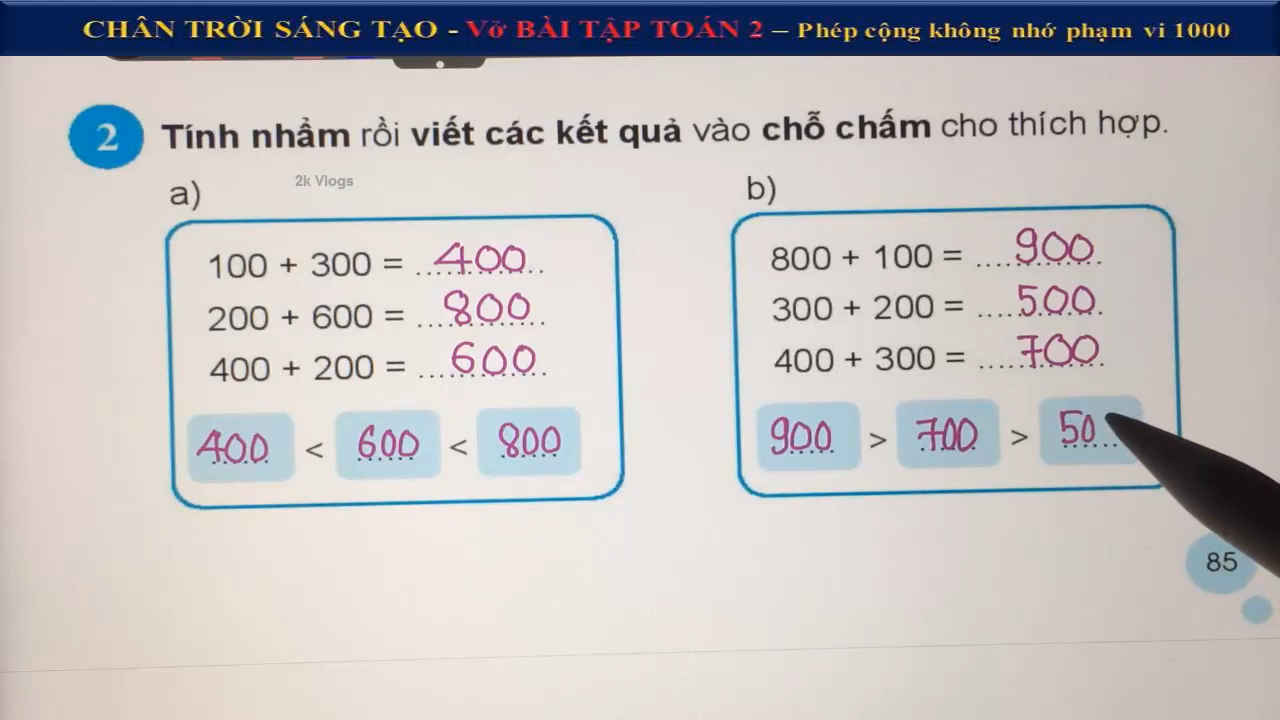 CHÂN TRỜI SÁNG TẠO - Vở BÀI TẬP TOÁN 2 – Phép cộng không nhớ phạm vi 1000
2 Tính nhẩm rồi viết các kết quả vào chỗ chấm cho thích hợp.
a)
2k Vlogs
100 + 300 = 400
200 + 600 = 800
400 + 200 = 600
400 < 600 < 800
b)
800 + 100 = 900
300 + 200 = 500
400 + 300 = 700
900 > 700 > 50
85